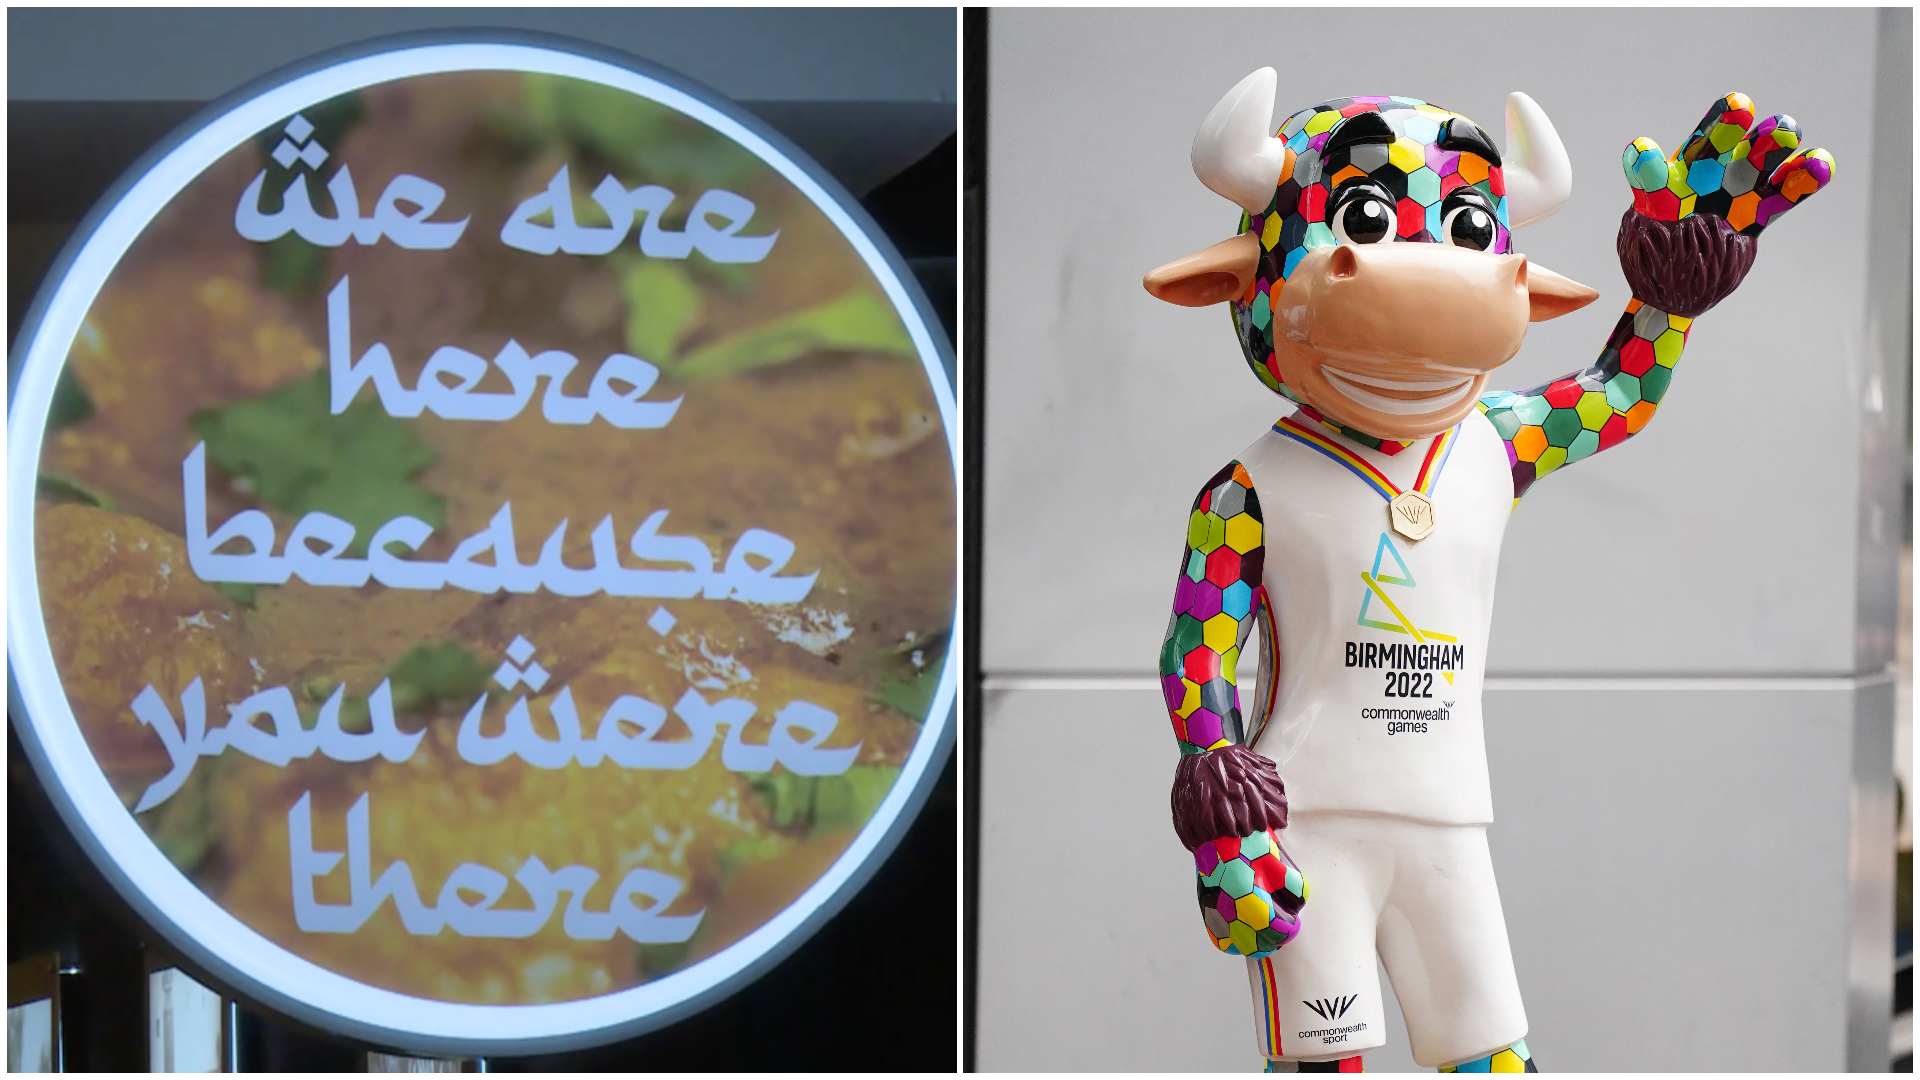 we are
here
because
you were
there
BIRMINGHAM
2022
commonwealth
games
commonwealth
sport